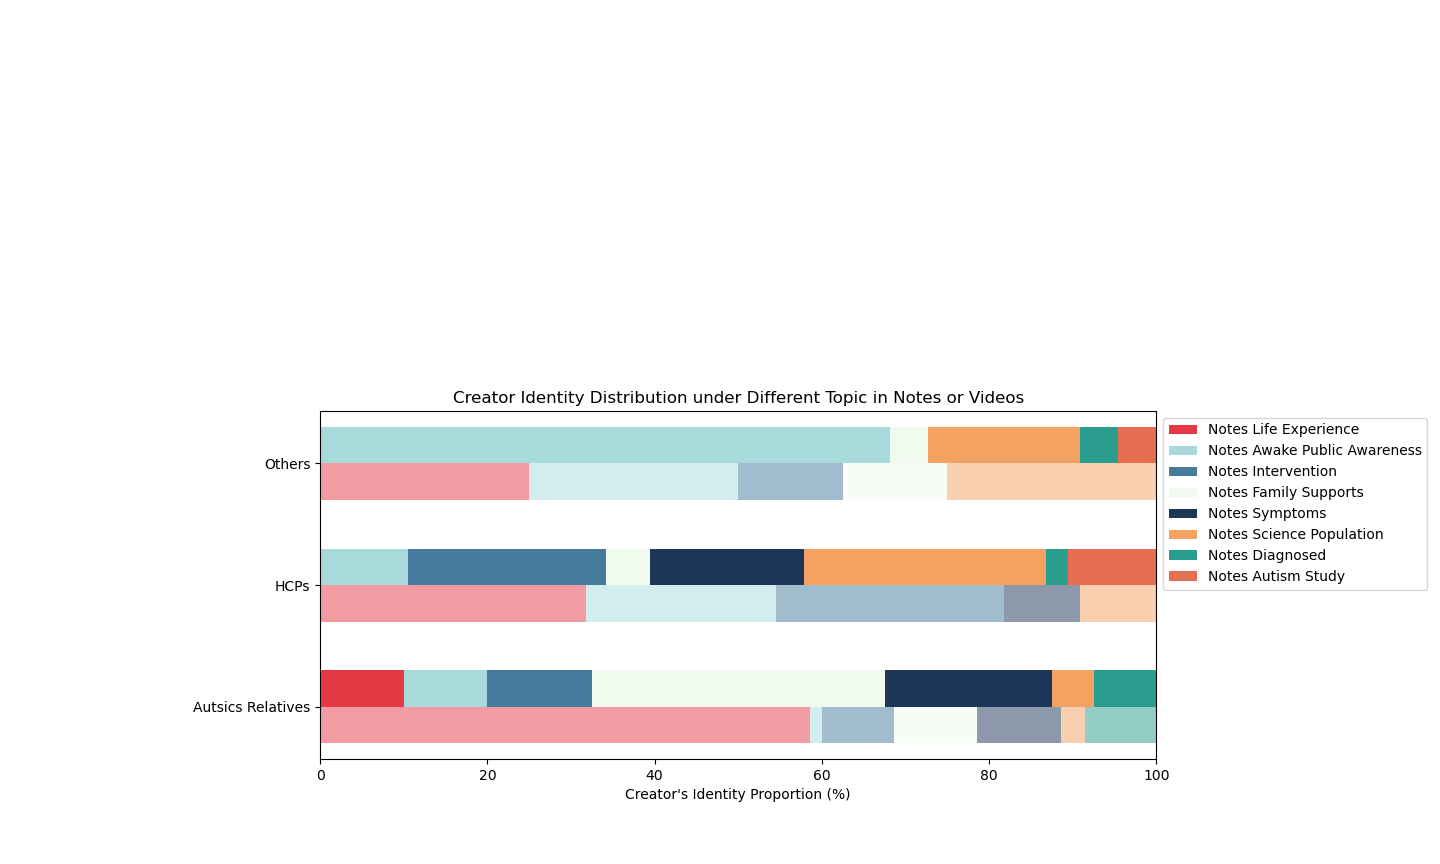 Creator Identity Distribution under Different Topic in Notes or Videos
Others
HCPs
Autsics Relatives
0 20 40 60 80 100
Creator's Identity Proportion (%)
Notes Life Experience
Notes Awake Public Awareness
Notes Intervention
Notes Family Supports
Notes Symptoms
Notes Science Population
Notes Diagnosed
Notes Autism Study